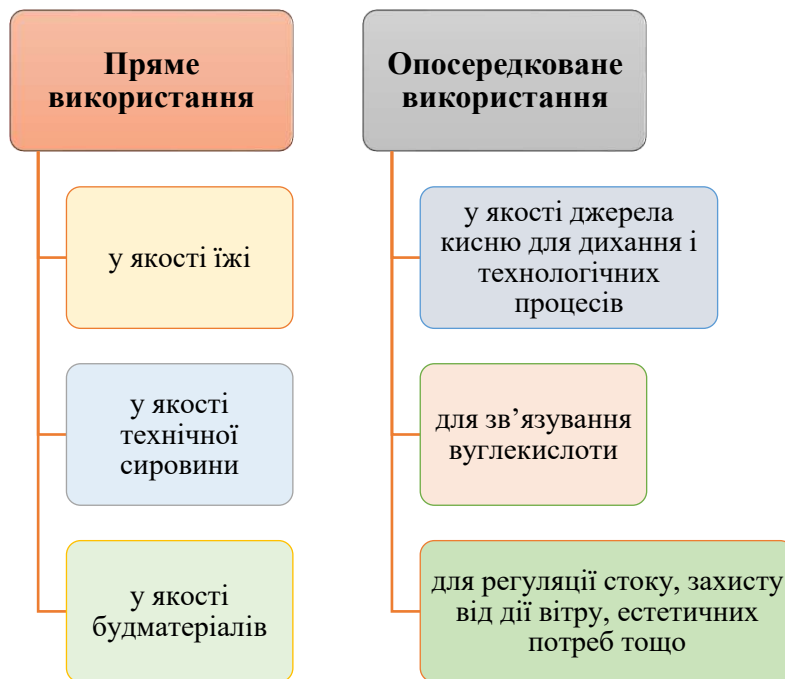 Пряме
використання
у якості їжі
у якості
технічної
сировини
у якості
будматеріалів
Опосередковане
використання
у якості джерела
кисню для дихання і
технологічних
процесів
для зв’язування
вуглекислоти
для регуляції стоку, захисту
від дії вітру, естетичних
потреб тощо